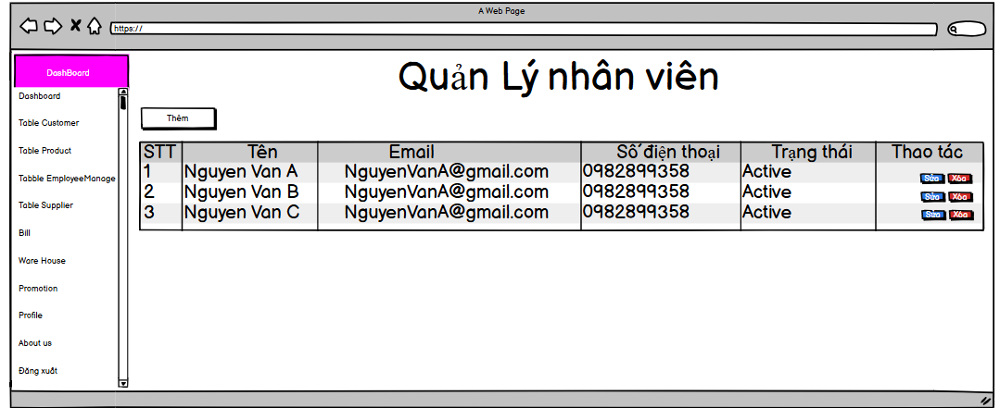 A Web Page
https://
DashBoard
Dashboard
Table Customer
Table Product
Tabble EmployeeManage
Table Supplier
Bill
Ware House
Promotion
Profile
About us
Đăng xuất
Quản Lý nhân viên
Thêm
STT Tên Email Số điện thoại Trạng thái Thao tác
1 Nguyen Van A NguyenVanA@gmail.com 0982899358 Active Sửa Xóa
2 Nguyen Van B NguyenVanA@gmail.com 0982899358 Active Sửa Xóa
3 Nguyen Van C NguyenVanA@gmail.com 0982899358 Active Sửa Xóa